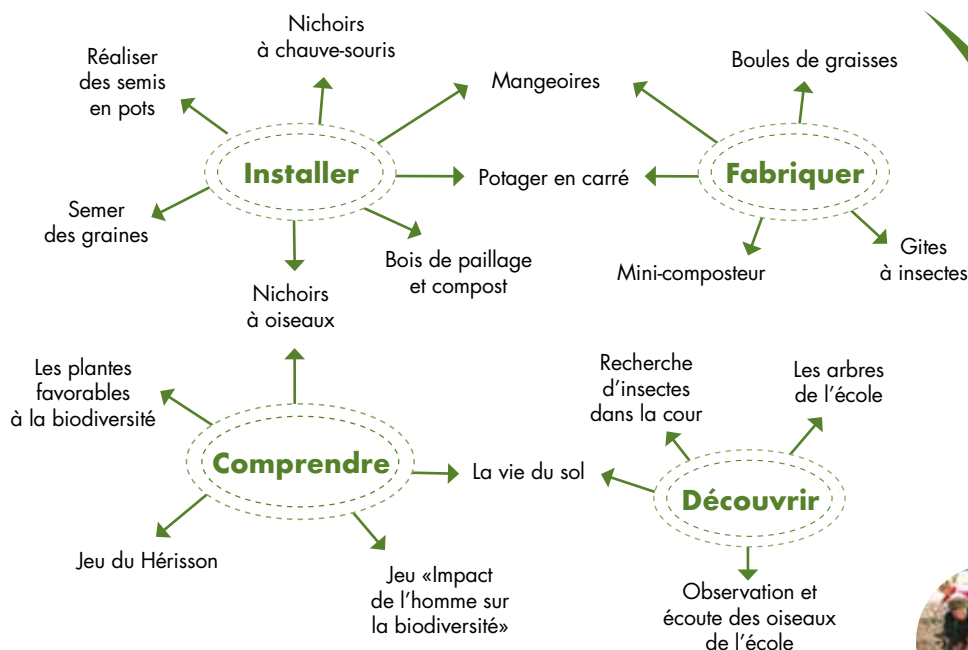 Nichoirs
à chauve-souris
Réaliser
des semis
en pots
Mangeoires
Boules de graisses
Installer
Potager en carré
Fabriquer
Semer
des graines
Bois de paillage
et compost
Mini-composteur
Gites
à insectes
Nichoirs
à oiseaux
Les plantes
favorables
à la biodiversité
Recherche
d’insectes
dans la cour
Les arbres
de l’école
Comprendre
La vie du sol
Découvrir
Jeu du Hérisson
Jeu «Impact
de l’homme sur
la biodiversité»
Observation et
écoute des oiseaux
de l’école